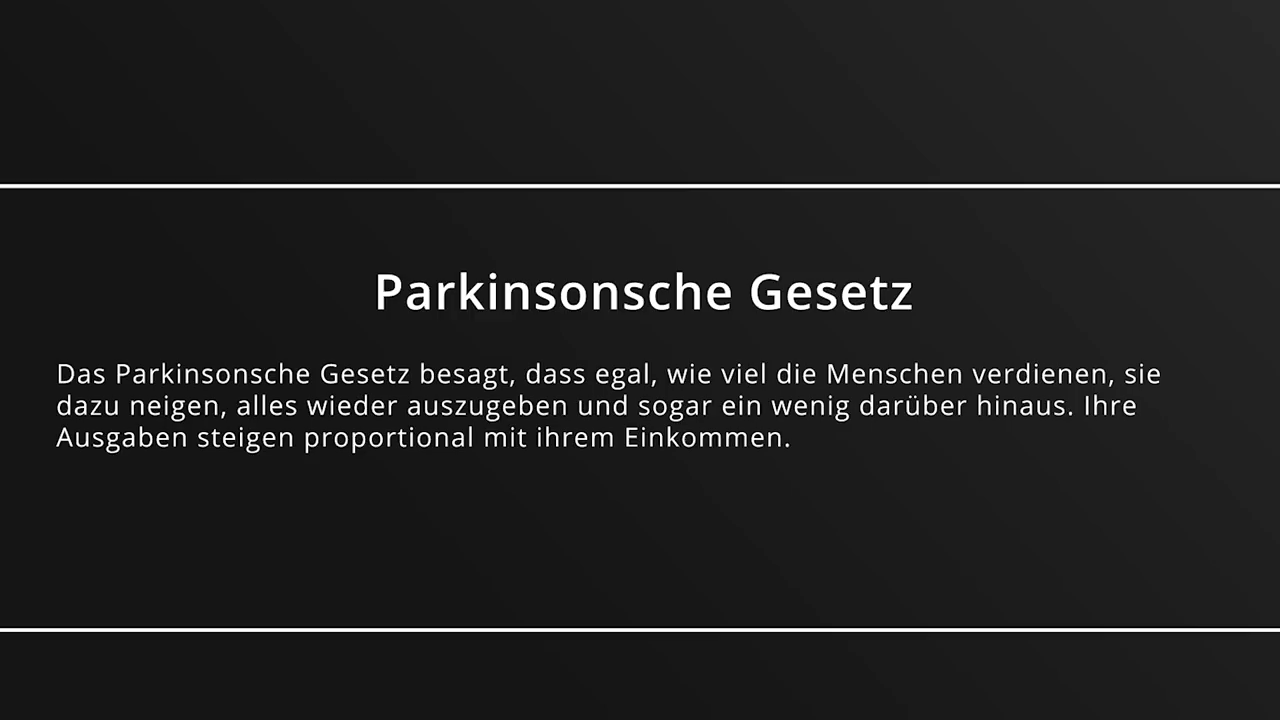 Parkinsonsche Gesetz
Das Parkinsonsche Gesetz besagt, dass egal, wie viel die Menschen verdienen, sie
dazu neigen, alles wieder auszugeben und sogar ein wenig darüber hinaus. Ihre
Ausgaben steigen proportional mit ihrem Einkommen.